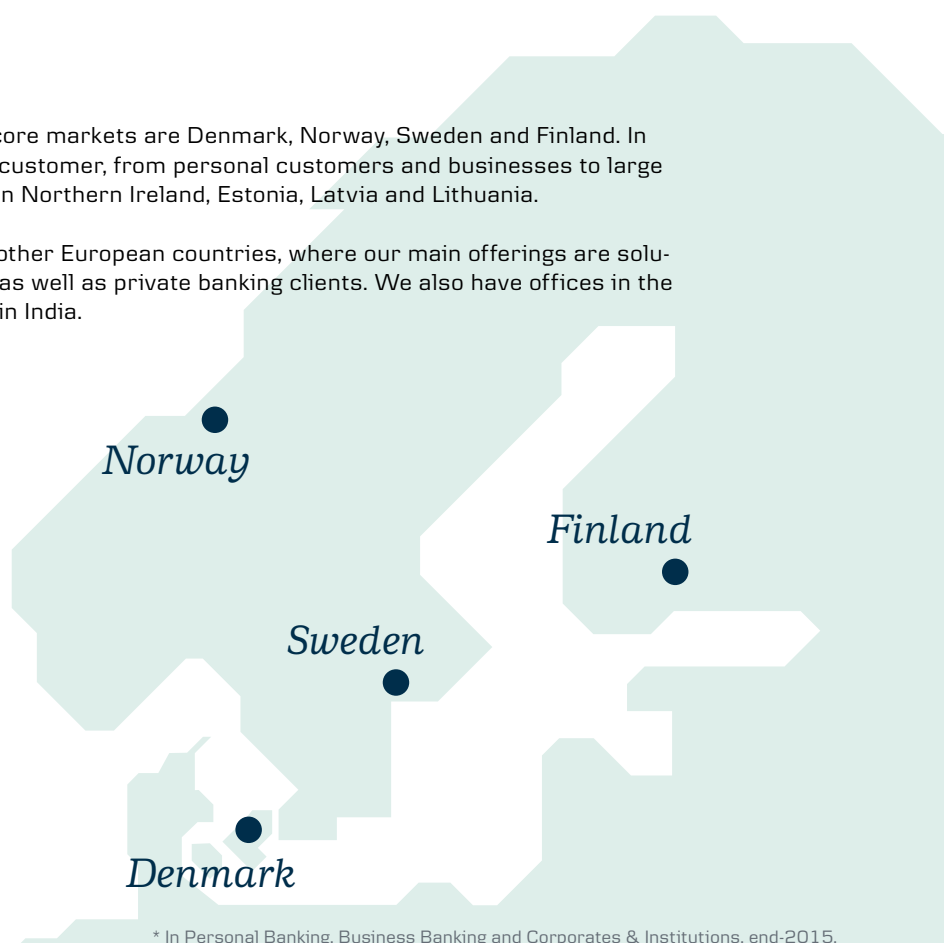 core markets are Denmark, Norway, Sweden and Finland. In
customer, from personal customers and businesses to large
n Northern Ireland, Estonia, Latvia and Lithuania.
other European countries, where our main offerings are solu-
as well as private banking clients. We also have offices in the
in India.
Norway
Finland
Sweden
Denmark
* In Personal Banking, Business Banking and Corporates & Institutions, end-2015.